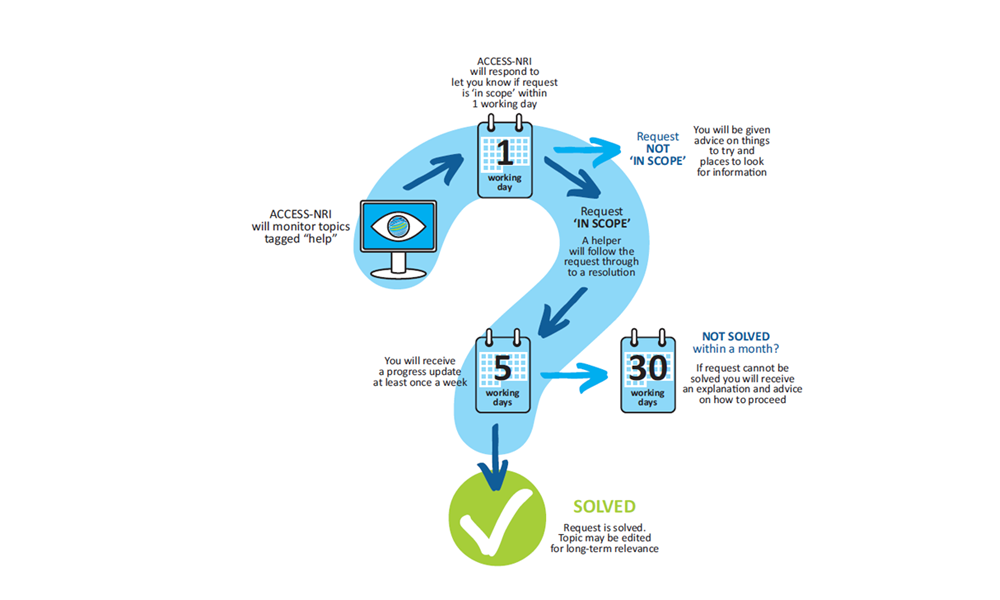 ACCESS-NRI
will respond to
let you know if request
is ‘in scope’ within
1 working day
1
working
day
Request
NOT
‘IN SCOPE’
You will be given
advice on things
to try and
places to look
for information
ACCESS-NRI
will monitor topics
tagged “help”
Request
‘IN SCOPE’
A helper
will follow the
request through
to a resolution
You will receive
a progress update
at least once a week
5
working
days
30
working
days
NOT SOLVED
within a month?
If request cannot be
solved you will receive
an explanation and advice
on how to proceed
SOLVED
Request is solved.
Topic may be edited
for long-term relevance